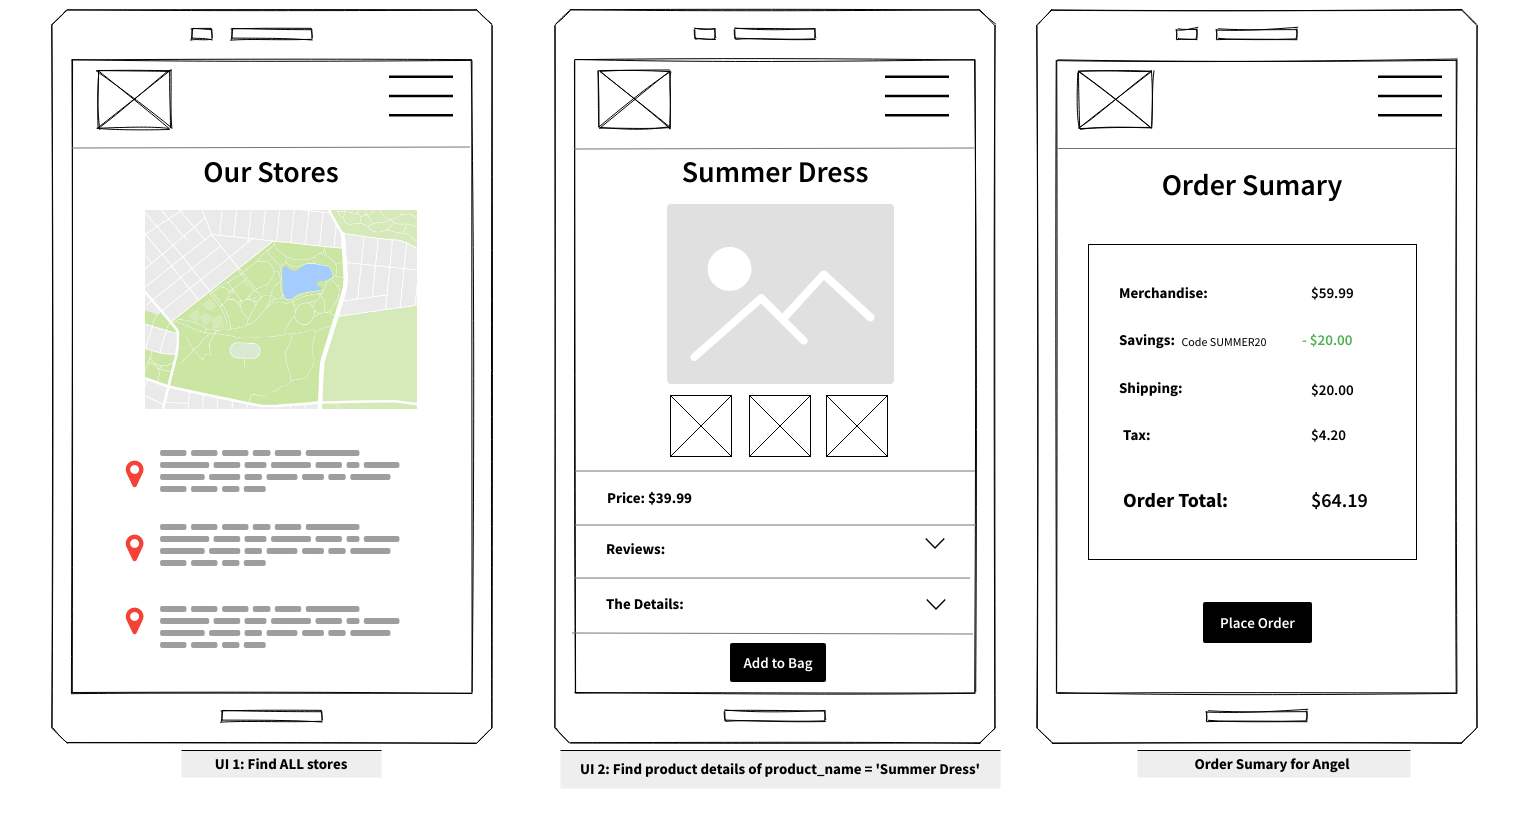 Our Stores
UI 1: Find ALL stores
Summer Dress
Price: $39.99
Reviews:
The Details:
Add to Bag
UI 2: Find product details of product_name = 'Summer Dress'
Order Sumary
Merchandise: $59.99
Savings: Code SUMMER20 - $20.00
Shipping: $20.00
Tax: $4.20
Order Total: $64.19
Place Order
Order Sumary for Angel